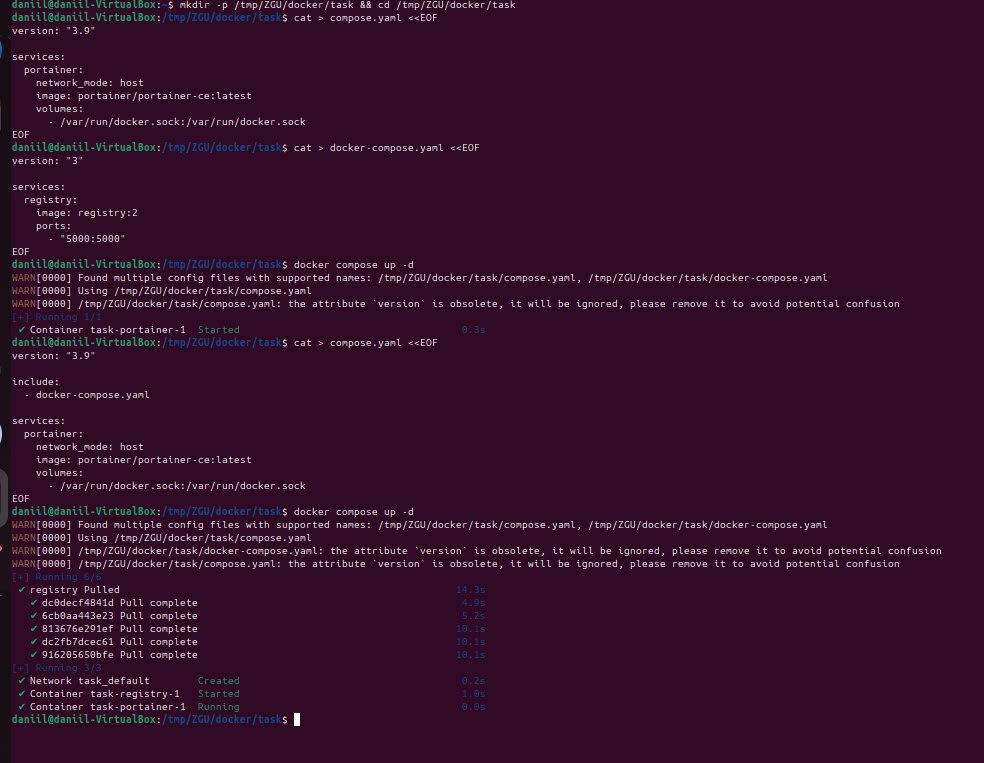 daniil@daniil-VirtualBox:~$ mkdir -p /tmp/ZGU/docker/task && cd /tmp/ZGU/docker/task
daniil@daniil-VirtualBox:/tmp/ZGU/docker/task$ cat > compose.yaml <<EOF
version: "3.9"

services:
  portainer:
    network_mode: host
    image: portainer/portainer-ce:latest
    volumes:
      - /var/run/docker.sock:/var/run/docker.sock
EOF
daniil@daniil-VirtualBox:/tmp/ZGU/docker/task$ cat > docker-compose.yaml <<EOF
version: "3"

services:
  registry:
    image: registry:2
    ports:
      - "5000:5000"
EOF
daniil@daniil-VirtualBox:/tmp/ZGU/docker/task$ docker compose up -d
WARN[0000] Found multiple config files with supported names: /tmp/ZGU/docker/task/compose.yaml, /tmp/ZGU/docker/task/docker-compose.yaml
WARN[0000] Using /tmp/ZGU/docker/task/compose.yaml
WARN[0000] /tmp/ZGU/docker/task/compose.yaml: the attribute `version` is obsolete, it will be ignored, please remove it to avoid potential confusion
[+] Running 1/1
 ✔ Container task-portainer-1  Started 0.3s
daniil@daniil-VirtualBox:/tmp/ZGU/docker/task$ cat > compose.yaml <<EOF
version: "3.9"

include:
  - docker-compose.yaml

services:
  portainer:
    network_mode: host
    image: portainer/portainer-ce:latest
    volumes:
      - /var/run/docker.sock:/var/run/docker.sock
EOF
daniil@daniil-VirtualBox:/tmp/ZGU/docker/task$ docker compose up -d
WARN[0000] Found multiple config files with supported names: /tmp/ZGU/docker/task/compose.yaml, /tmp/ZGU/docker/task/docker-compose.yaml
WARN[0000] Using /tmp/ZGU/docker/task/compose.yaml
WARN[0000] /tmp/ZGU/docker/task/docker-compose.yaml: the attribute `version` is obsolete, it will be ignored, please remove it to avoid potential confusion
WARN[0000] /tmp/ZGU/docker/task/compose.yaml: the attribute `version` is obsolete, it will be ignored, please remove it to avoid potential confusion
[+] Running 6/6
 ✔ registry Pulled 14.3s
   ✔ dc0decf4841d Pull complete 4.9s
   ✔ 6cb0aa443e23 Pull complete 5.2s
   ✔ 813676e291ef Pull complete 10.1s
   ✔ dc2fb7dcec61 Pull complete 10.1s
   ✔ 916205650bfe Pull complete 10.1s
[+] Running 3/3
 ✔ Network task_default  Created 0.2s
 ✔ Container task-registry-1  Started 1.0s
 ✔ Container task-portainer-1  Running 0.0s
daniil@daniil-VirtualBox:/tmp/ZGU/docker/task$